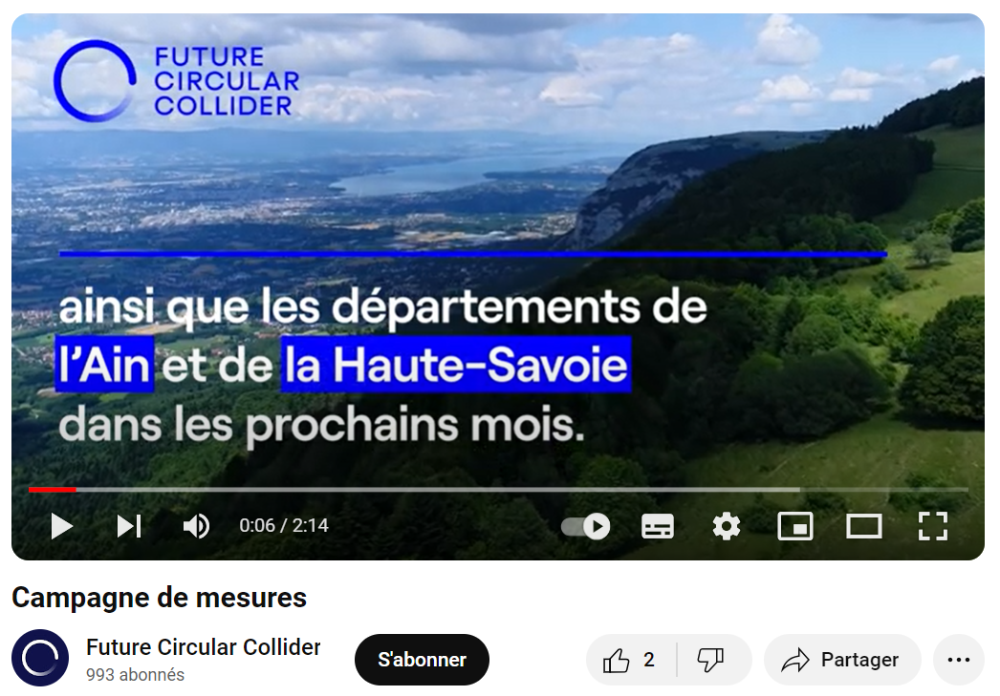 FUTURE
CIRCULAR
COLLIDER
ainsi que les départements de
l'Ain et de la Haute-Savoie
dans les prochains mois.
0:06 / 2:14
Campagne de mesures
Future Circular Collider
993 abonnés
S'abonner
2
Partager